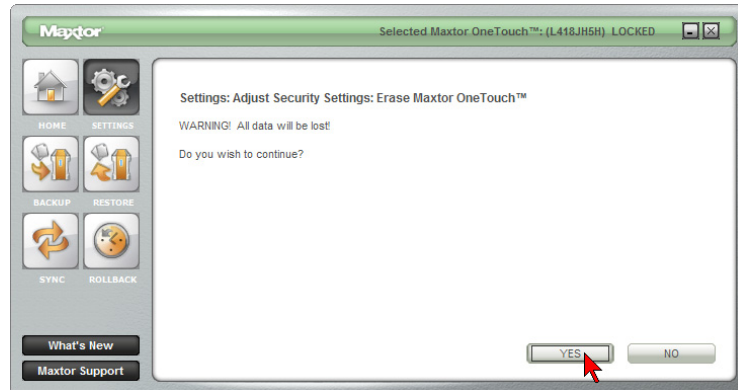 Maxtor
Selected Maxtor OneTouch™: (L418JH5H) LOCKED
HOME SETTINGS
BACKUP RESTORE
SYNC ROLLBACK
What's New
Maxtor Support
Settings: Adjust Security Settings: Erase Maxtor OneTouch™
WARNING! All data will be lost!
Do you wish to continue?
YES NO